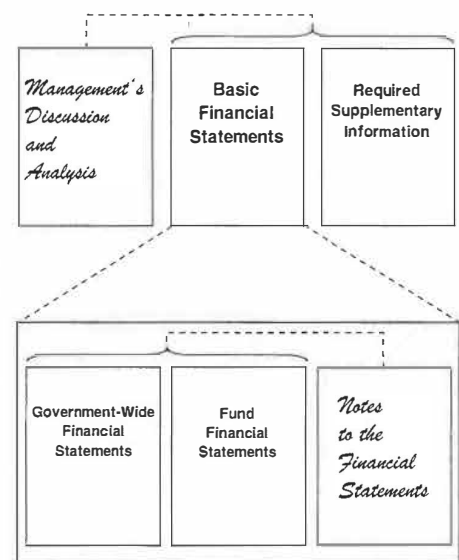 Management's
Discussion
and
Analysis
Basic
Financial
Statements
Required
Supplementary
Information
Government-Wide
Financial
Statements
Fund
Financial
Statements
Notes
to the
Financial
Statements